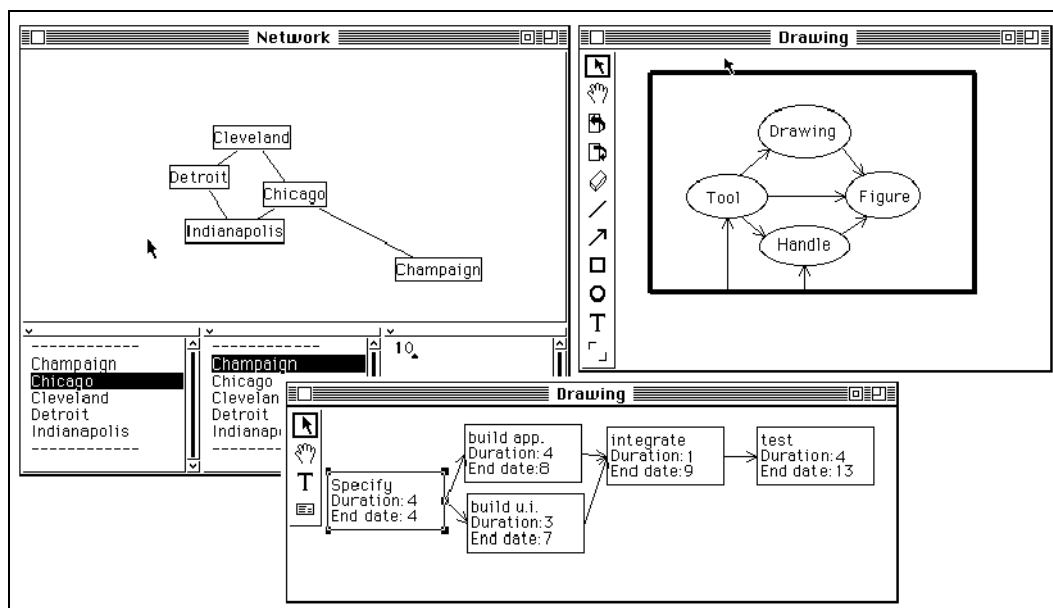 Network
Cleveland
Detroit
Chicago
Indianapolis
Champaign
-------------
Champaign
Chicago
Cleveland
Detroit
Indianapolis
-------------
-------------
Champaign
Chicago
Clevelan
Detroit
Indianap
-------------
10
Drawing
Drawing
Tool
Figure
Handle
T
Drawing
T
Specify
Duration: 4
End date: 4
build app.
Duration: 4
End date:8
build u.i.
Duration:3
End date:7
integrate
Duration:1
End date:9
test
Duration:4
End date:13